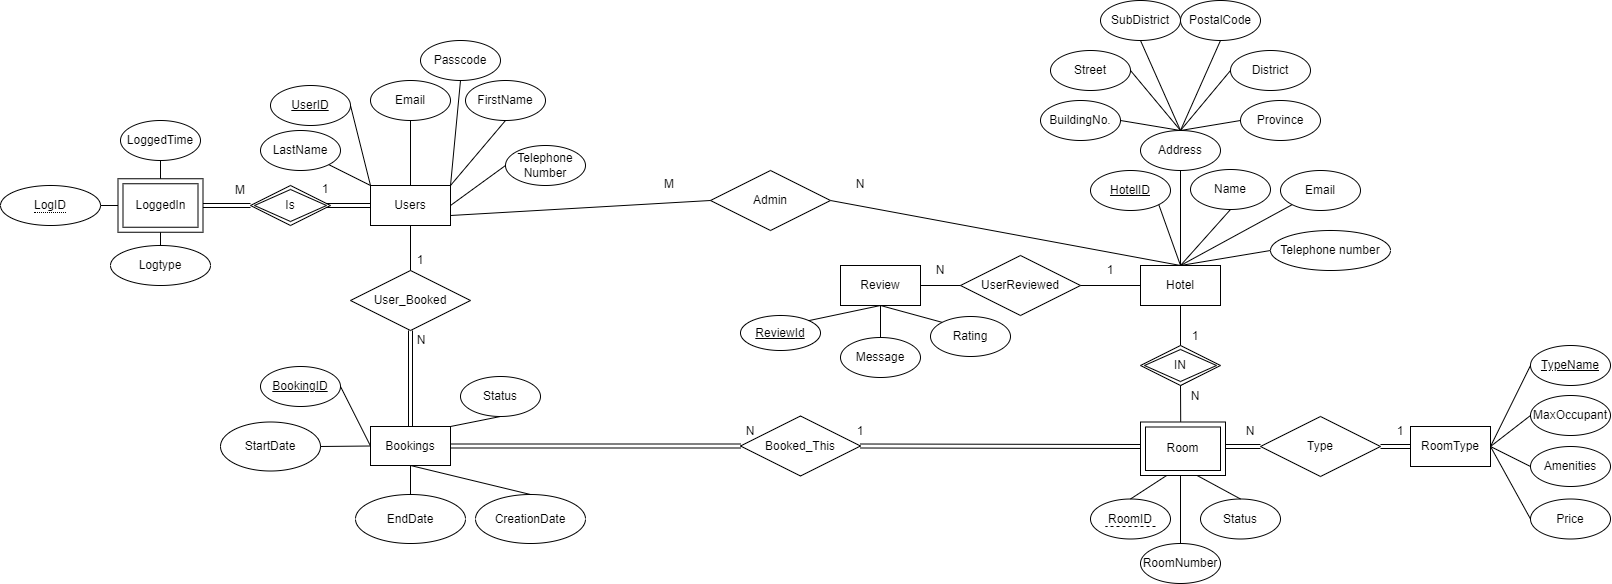 SubDistrict
PostalCode
Passcode
Street
District
UserID
Email
FirstName
BuildingNo.
Province
LoggedTime
LastName
Telephone
Number
Address
M
1
M
N
HotelID
Name
Email
LogID
LoggedIn
Is
Users
Admin
Telephone number
Logtype
1
N
1
User_Booked
Review
UserReviewed
Hotel
N
ReviewId
Rating
1
Message
IN
TypeName
BookingID
Status
N
MaxOccupant
StartDate
Bookings
N
Booked_This
1
Room
N
Type
1
RoomType
Amenities
EndDate
CreationDate
RoomID
Status
Price
RoomNumber